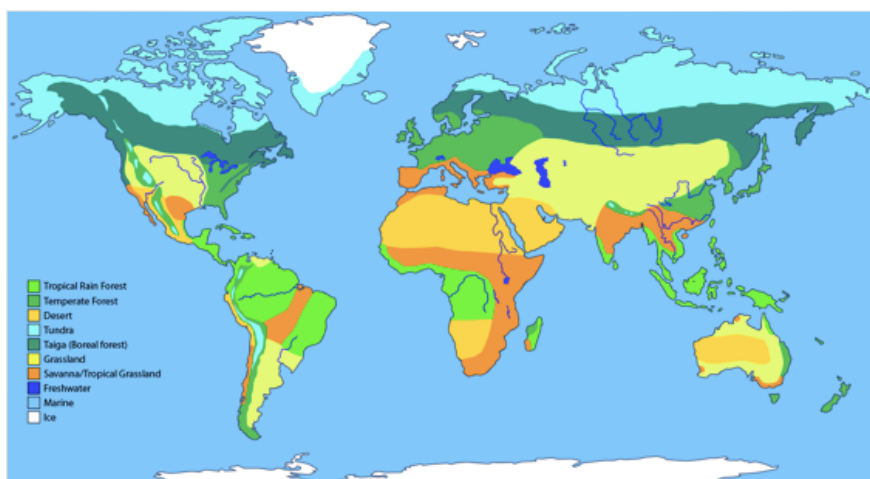 Tropical Rain Forest
Temperate Forest
Desert
Tundra
Taiga (Boreal forest)
Grassland
Savanna/Tropical Grassland
Freshwater
Marine
Ice